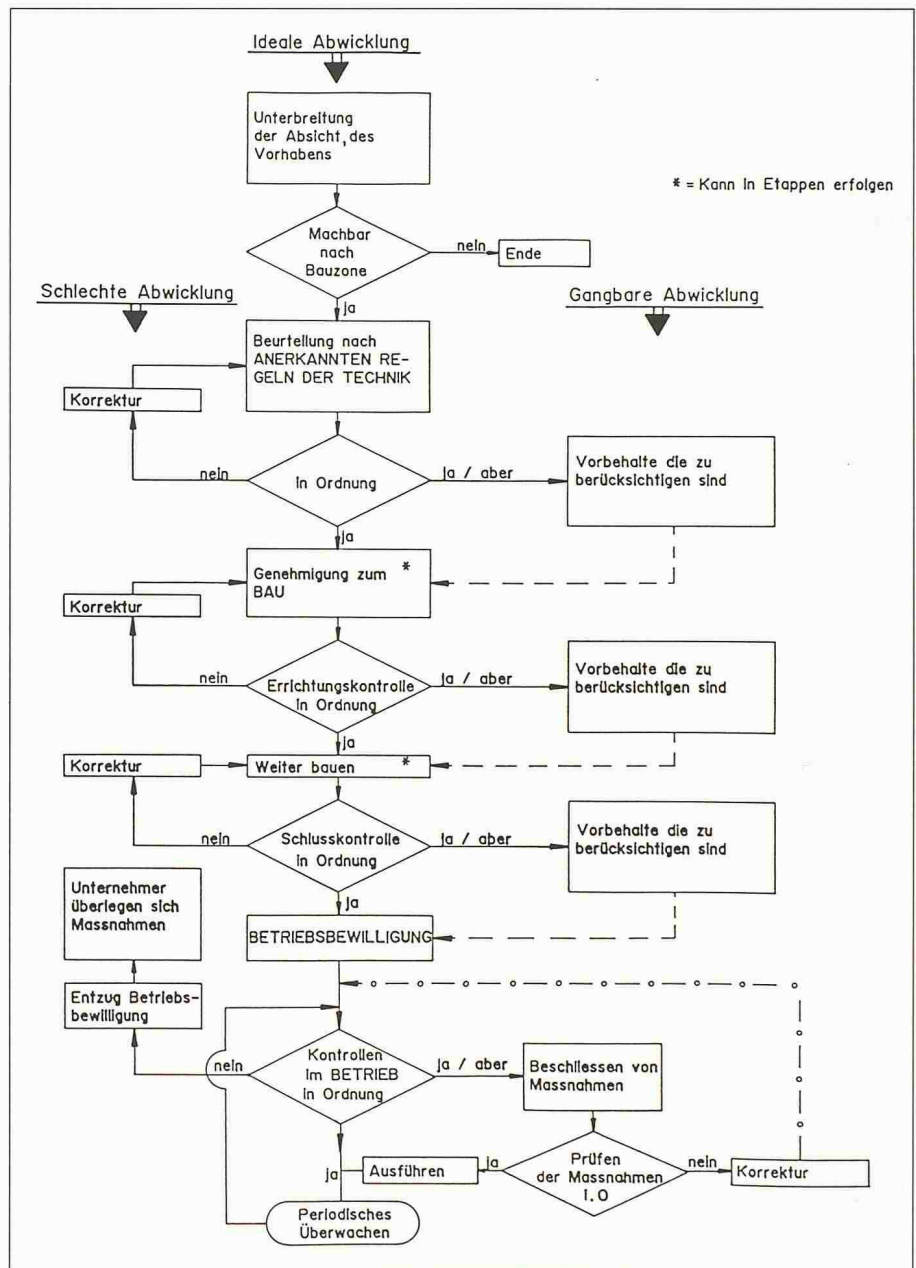 Ideale Abwicklung
Unterbreitung
der Absicht, des
Vorhabens
* = Kann in Etappen erfolgen
Machbar
nach
Bauzone
nein
Ende
ja
Schlechte Abwicklung
Gangbare Abwicklung
Beurteilung nach
ANERKANNTEN RE-
GELN DER TECHNIK
Korrektur
nein
In Ordnung
ja / aber
Vorbehalte die zu
berücksichtigen sind
ja
Genehmigung zum *
BAU
Korrektur
nein
Errichtungskontrolle
in Ordnung
ja / aber
Vorbehalte die zu
berücksichtigen sind
ja
Korrektur
Weiter bauen *
nein
Schlusskontrolle
in Ordnung
ja / aber
Vorbehalte die zu
berücksichtigen sind
ja
Unternehmer
überlegen sich
Massnahmen
BETRIEBSBEWILLIGUNG
Entzug Betriebs-
bewilligung
nein
Kontrollen
im BETRIEB
in Ordnung
ja / aber
Beschliessen von
Massnahmen
ja
Ausführen
ja
Prüfen
der Massnahmen
i.O
nein
Korrektur
Periodisches
Überwachen